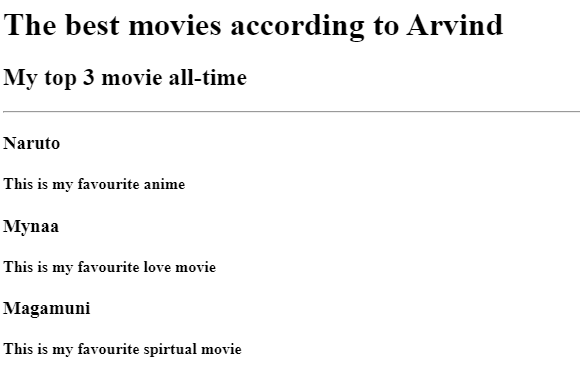 The best movies according to Arvind
My top 3 movie all-time
Naruto
This is my favourite anime
Mynaa
This is my favourite love movie
Magamuni
This is my favourite spirtual movie